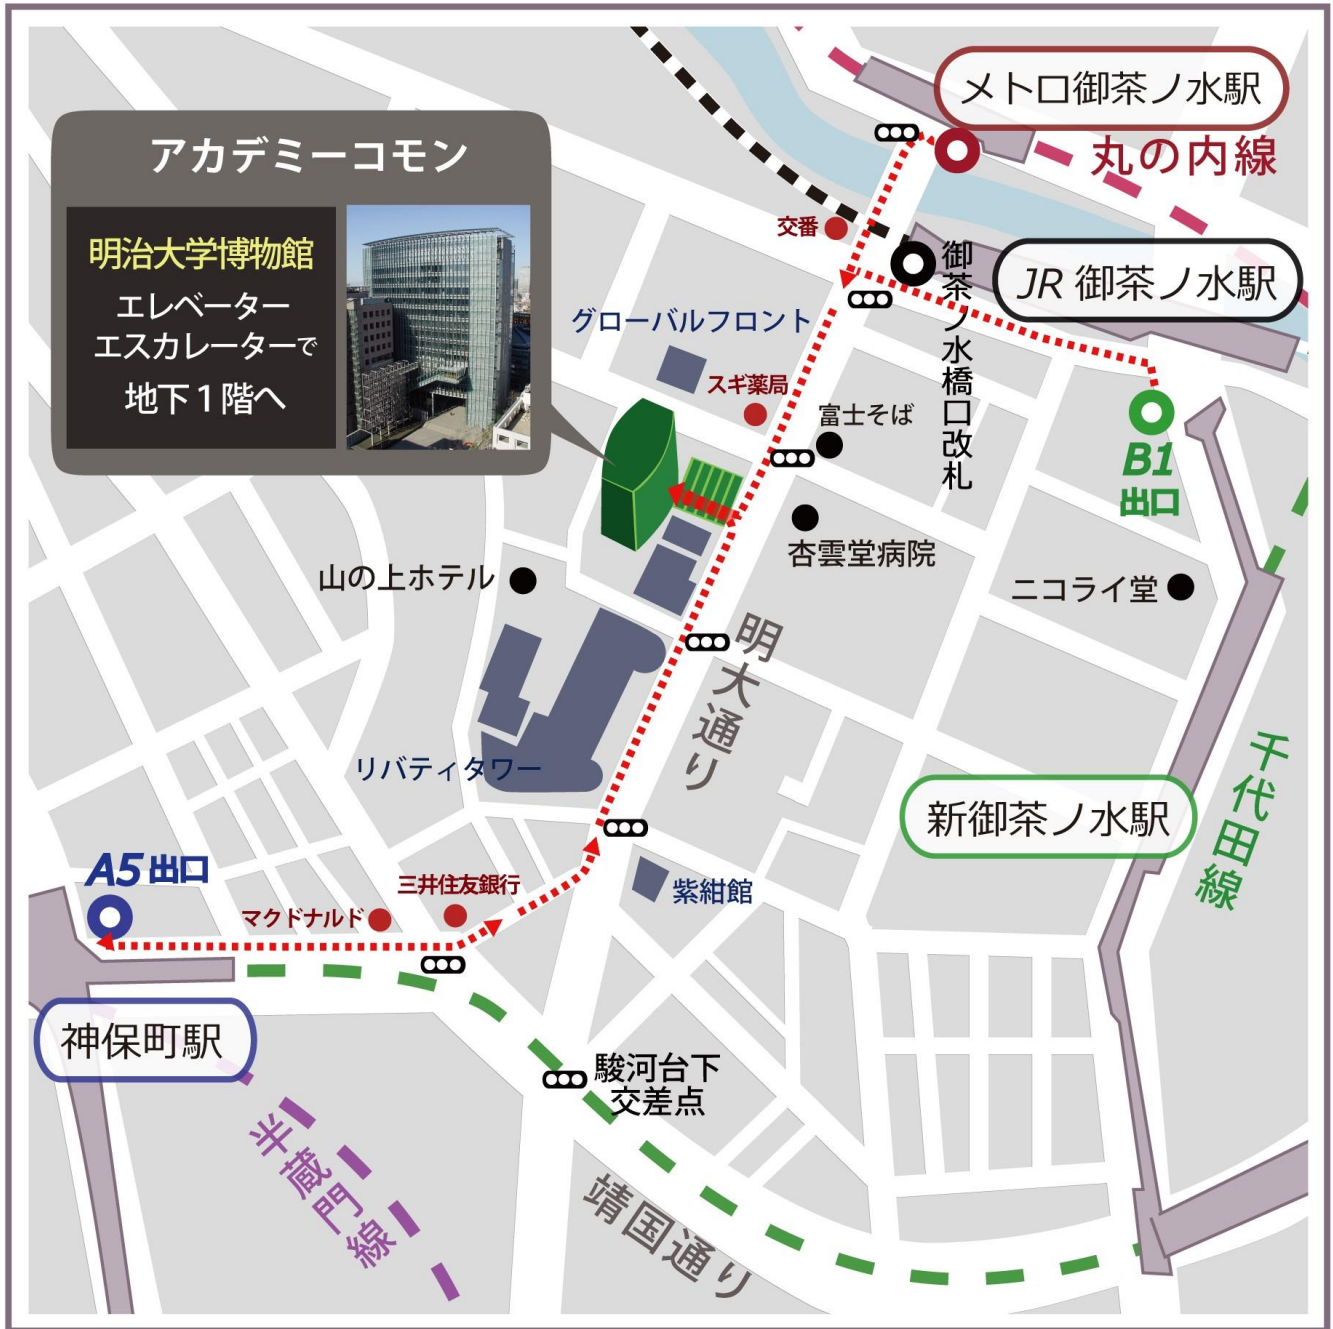 メトロ御茶ノ水駅
丸の内線
アカデミーコモン
明治大学博物館
エレベーター
エスカレーターで
地下1階へ
交番
御茶ノ水橋口改札
JR 御茶ノ水駅
グローバルフロント
スギ薬局
富士そば
B1
出口
杏雲堂病院
山の上ホテル
ニコライ堂
明大通り
リバティタワー
新御茶ノ水駅
千代田線
A5 出口
三井住友銀行
マクドナルド
紫紺館
神保町駅
駿河台下
交差点
半蔵門線
靖国通り